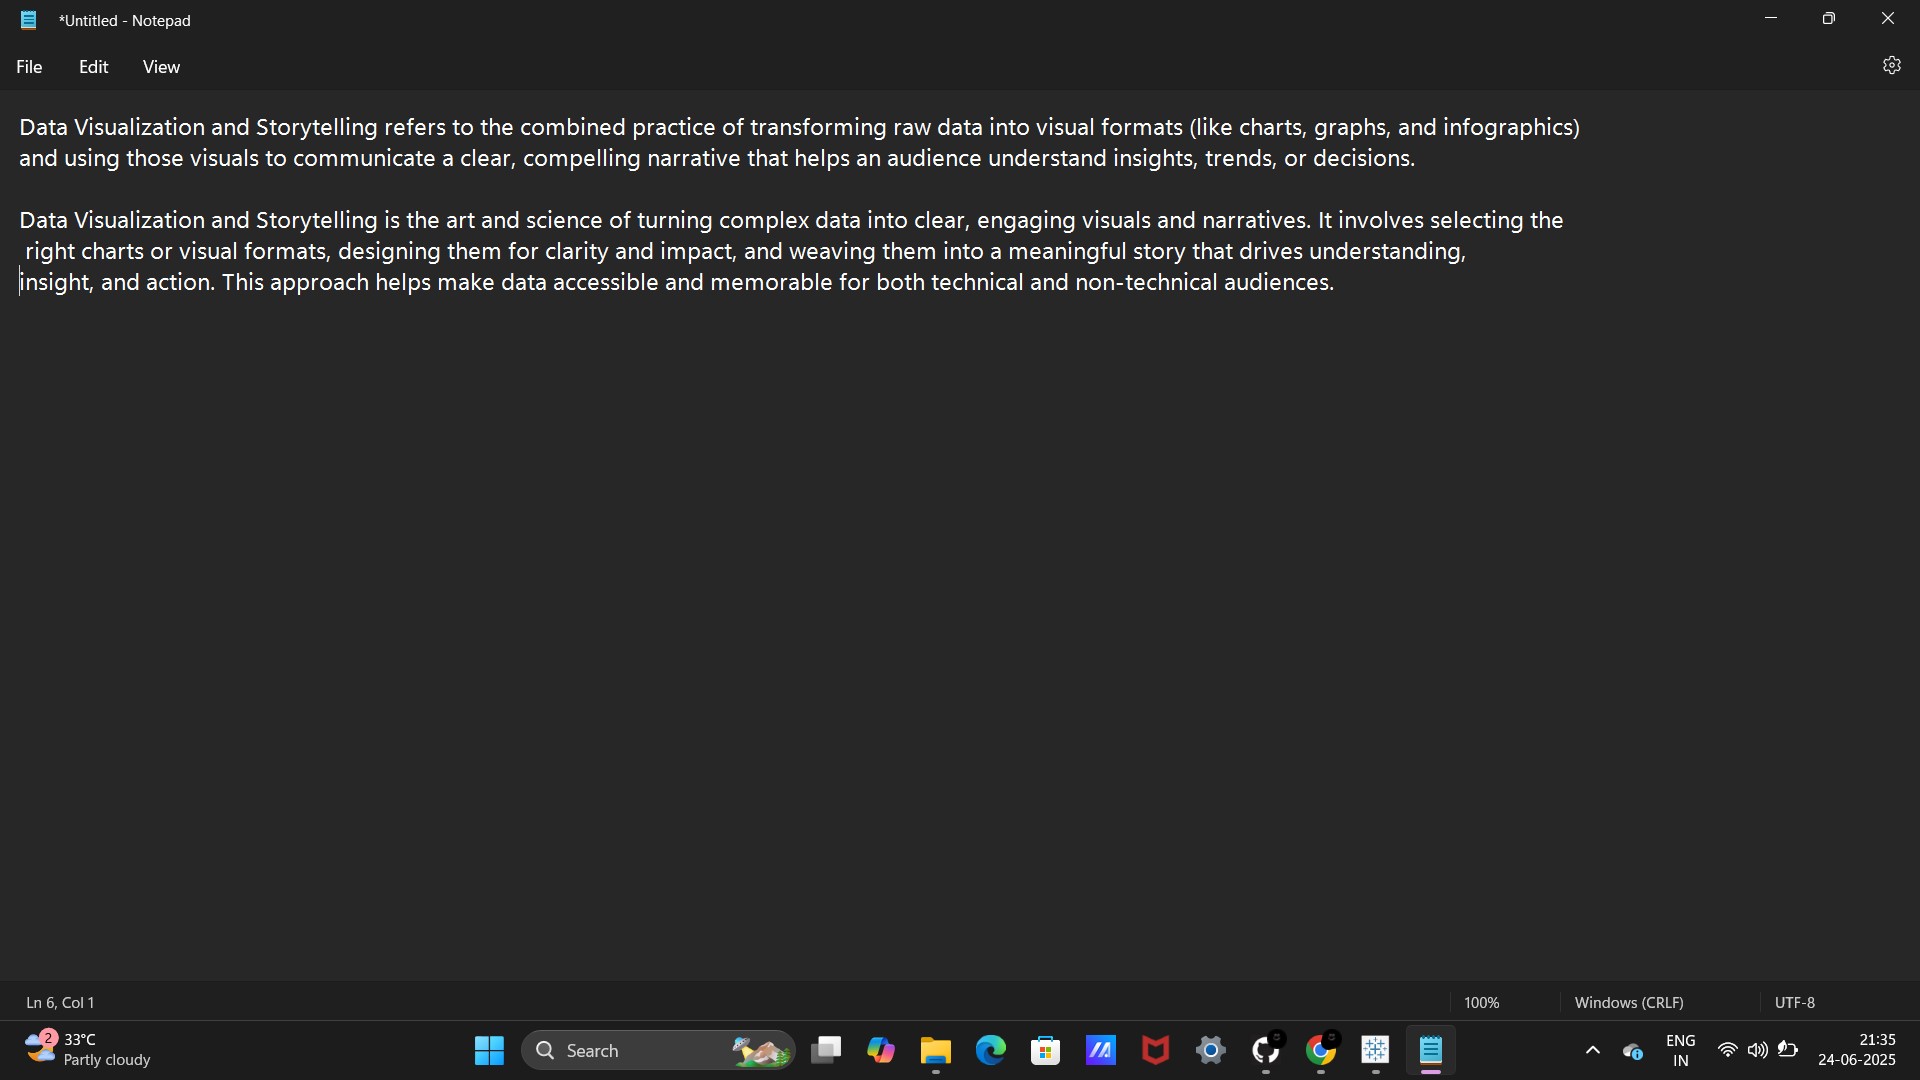 *Untitled - Notepad
File Edit View
Data Visualization and Storytelling refers to the combined practice of transforming raw data into visual formats (like charts, graphs, and infographics)
and using those visuals to communicate a clear, compelling narrative that helps an audience understand insights, trends, or decisions.
Data Visualization and Storytelling is the art and science of turning complex data into clear, engaging visuals and narratives. It involves selecting the
right charts or visual formats, designing them for clarity and impact, and weaving them into a meaningful story that drives understanding,
insight, and action. This approach helps make data accessible and memorable for both technical and non-technical audiences.
Ln 6, Col 1 100% Windows (CRLF) UTF-8
2 33°C
Partly cloudy
Search
ENG
IN
21:35
24-06-2025